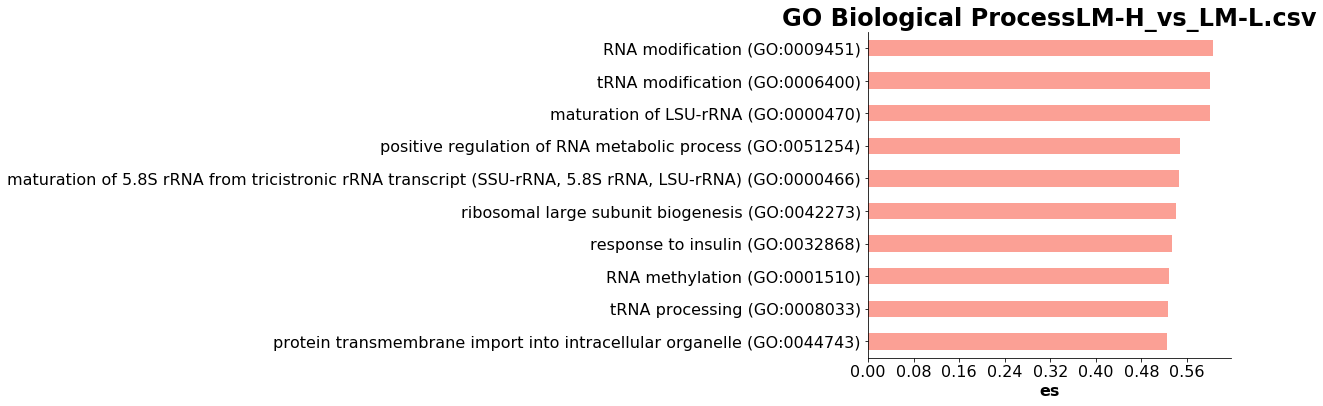 GO Biological ProcessLM-H_vs_LM-L.csv
RNA modification (GO:0009451)
tRNA modification (GO:0006400)
maturation of LSU-rRNA (GO:0000470)
positive regulation of RNA metabolic process (GO:0051254)
maturation of 5.8S rRNA from tricistronic rRNA transcript (SSU-rRNA, 5.8S rRNA, LSU-rRNA) (GO:0000466)
ribosomal large subunit biogenesis (GO:0042273)
response to insulin (GO:0032868)
RNA methylation (GO:0001510)
tRNA processing (GO:0008033)
protein transmembrane import into intracellular organelle (GO:0044743)
0.00 0.08 0.16 0.24 0.32 0.40 0.48 0.56
es